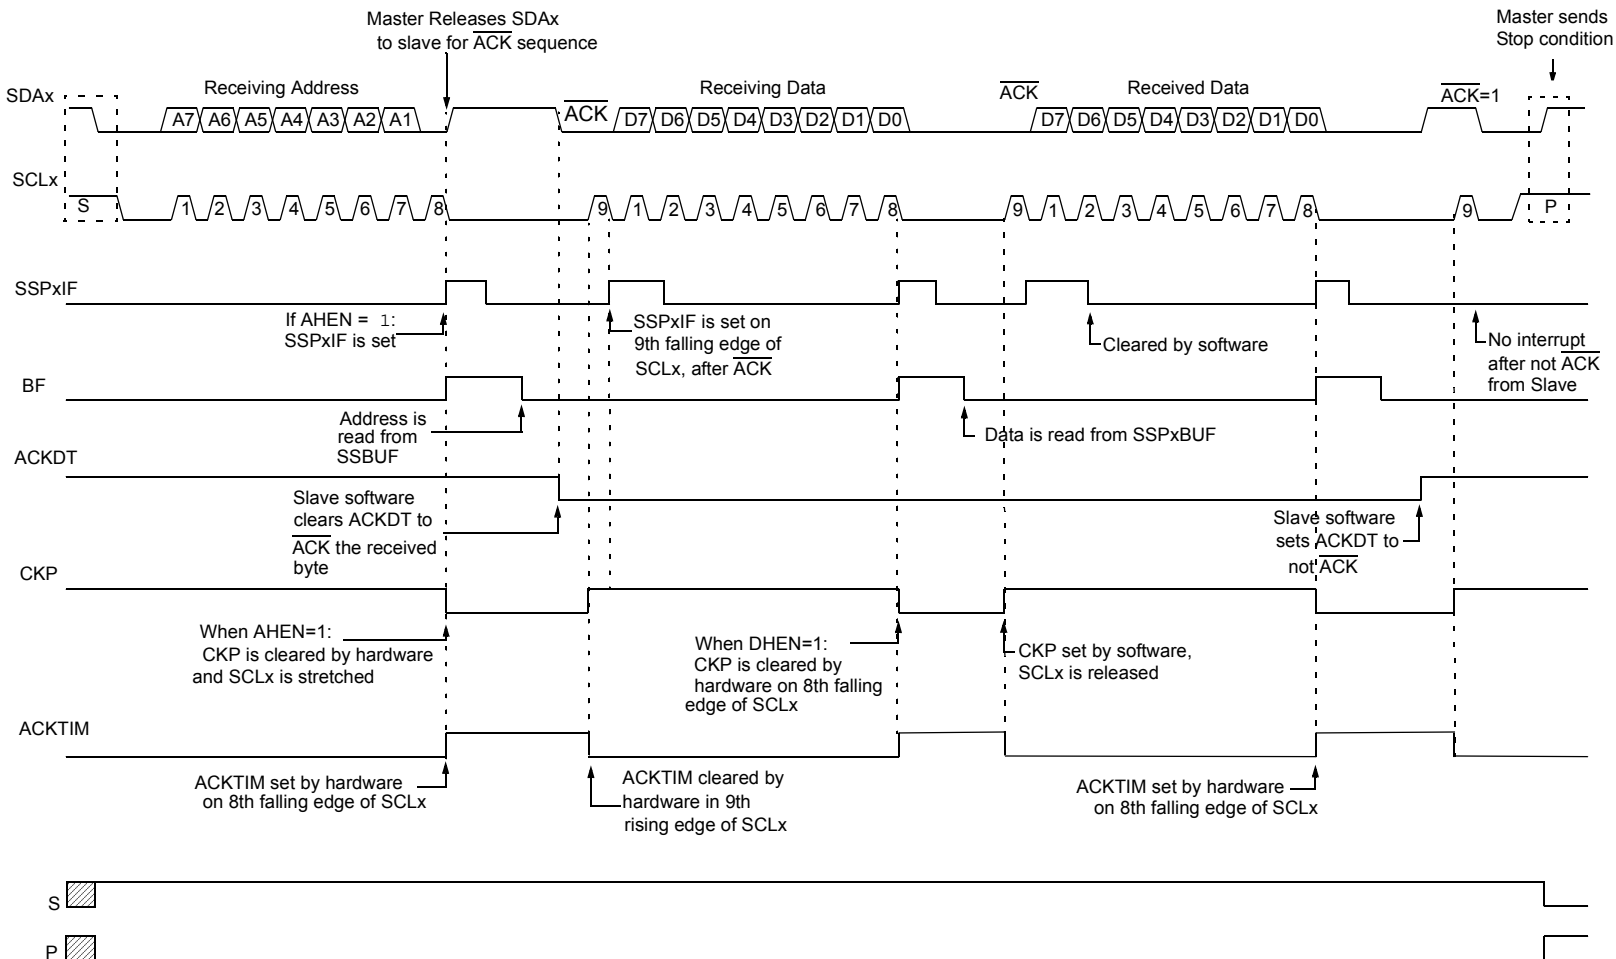 Master Releases SDAx
to slave for ACK sequence
Master sends
Stop condition
SDAx
Receiving Address
ACK
Receiving Data
ACK
Received Data
ACK=1
A7 A6 A5 A4 A3 A2 A1
D7 D6 D5 D4 D3 D2 D1 D0
D7 D6 D5 D4 D3 D2 D1 D0
SCLx
S
1 2 3 4 5 6 7 8
9 1 2 3 4 5 6 7 8
9 1 2 3 4 5 6 7 8
9
P
SSPxIF
If AHEN = 1:
SSPxIF is set
SSPxIF is set on
9th falling edge of
SCLx, after ACK
Cleared by software
No interrupt
after not ACK
from Slave
BF
Address is
read from
SSBUF
Data is read from SSPxBUF
ACKDT
Slave software
clears ACKDT to
ACK the received
byte
Slave software
sets ACKDT to
not ACK
CKP
When AHEN=1:
CKP is cleared by hardware
and SCLx is stretched
When DHEN=1:
CKP is cleared by
hardware on 8th falling
edge of SCLx
CKP set by software,
SCLx is released
ACKTIM
ACKTIM set by hardware
on 8th falling edge of SCLx
ACKTIM cleared by
hardware in 9th
rising edge of SCLx
ACKTIM set by hardware
on 8th falling edge of SCLx
S
P